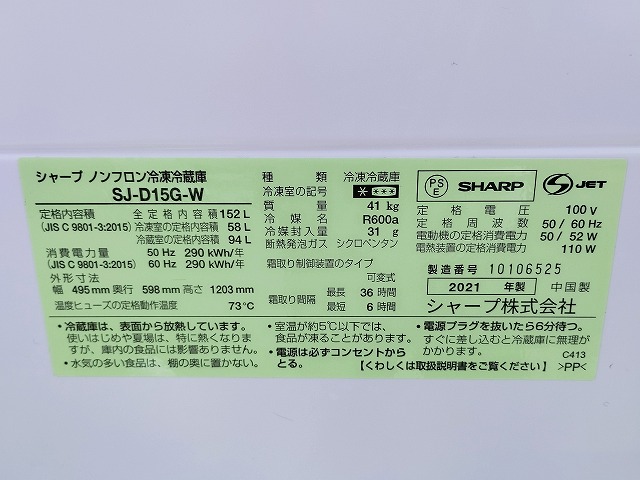 シャープ ノンフロン冷凍冷蔵庫
SJ-D15G-W
定格内容積 全定格内容積 152 L
(JIS C 9801-3:2015) 冷凍室の定格内容積 58 L
冷蔵室の定格内容積 94 L
消費電力量 50 Hz 290 kWh/年
(JIS C 9801-3:2015) 60 Hz 290 kWh/年
外形寸法
幅 495 mm 奥行 598 mm 高さ 1203 mm
温度ヒューズの定格動作温度 73℃
種類 冷凍冷蔵庫
冷凍室の記号
質量 41 kg
冷媒名 R600a
冷媒封入量 31 g
断熱発泡ガス シクロペンタン
霜取り制御装置のタイプ
可変式
霜取り間隔 最長 36 時間
最短 6 時間
PS
E
SHARP
S JET
定格電圧 100 V
定格周波数 50 / 60 Hz
電動機の定格消費電力 50 / 52 W
電熱装置の定格消費電力 110 W
製造番号 10106525
2021 年製 中国製
シャープ株式会社
・冷蔵庫は、表面から放熱しています。
使いはじめや夏場は、特に熱くなりま
すが、庫内の食品には影響ありません。
・水気の多い食品は、棚の奥に置かない。
・室温が約5℃以下では、
食品が凍ることがあります。
・電源は必ずコンセントから
とる。
・電源プラグを抜いたら6分待つ。
すぐに差し込むと冷蔵庫に無理が
かかります。
C413
【くわしくは取扱説明書をご覧ください】 >PP<